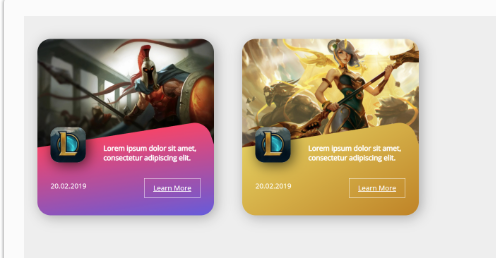 Lorem ipsum dolor sit amet,
consectetur adipiscing elit.
20.02.2019
Learn More
Lorem ipsum dolor sit amet,
consectetur adipiscing elit.
20.02.2019
Learn More